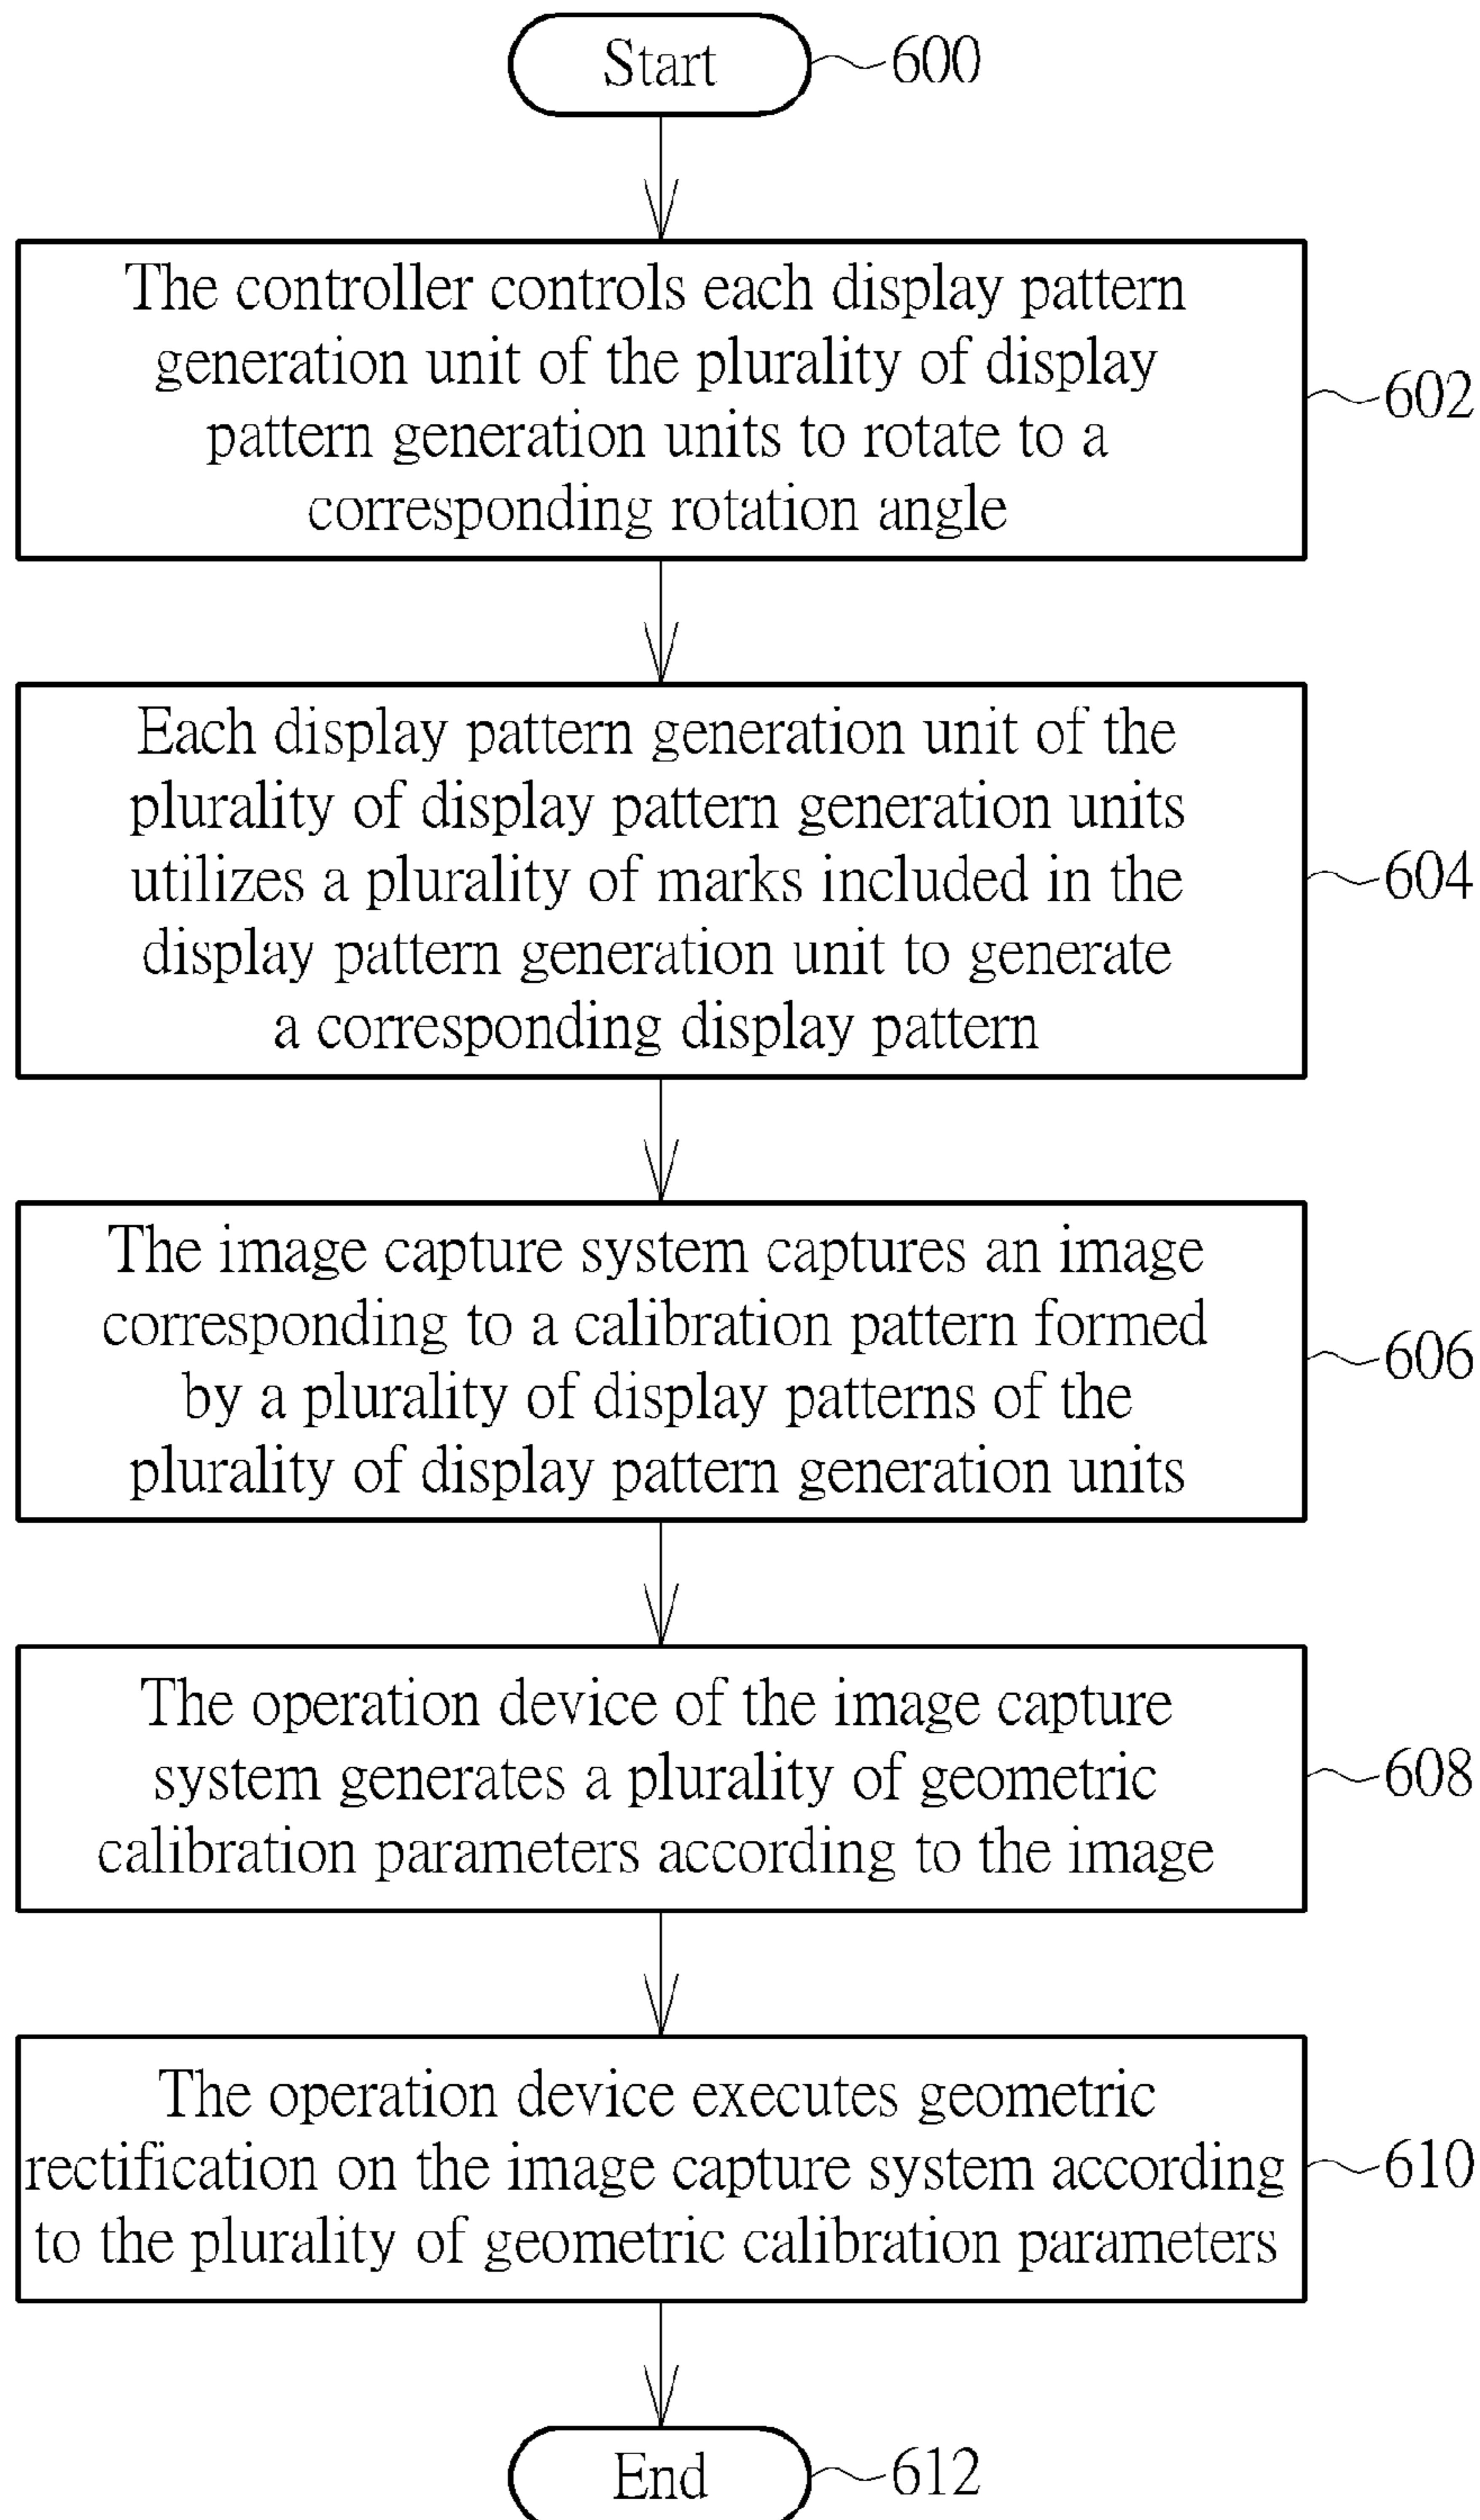 Start
600
The controller controls each display pattern
generation unit of the plurality of display
pattern generation units to rotate to a
corresponding rotation angle
602
Each display pattern generation unit of the
plurality of display pattern generation units
utilizes a plurality of marks included in the
display pattern generation unit to generate
a corresponding display pattern
604
The image capture system captures an image
corresponding to a calibration pattern formed
by a plurality of display patterns of the
plurality of display pattern generation units
606
The operation device of the image capture
system generates a plurality of geometric
calibration parameters according to the image
608
The operation device executes geometric
rectification on the image capture system according
to the plurality of geometric calibration parameters
610
End
612